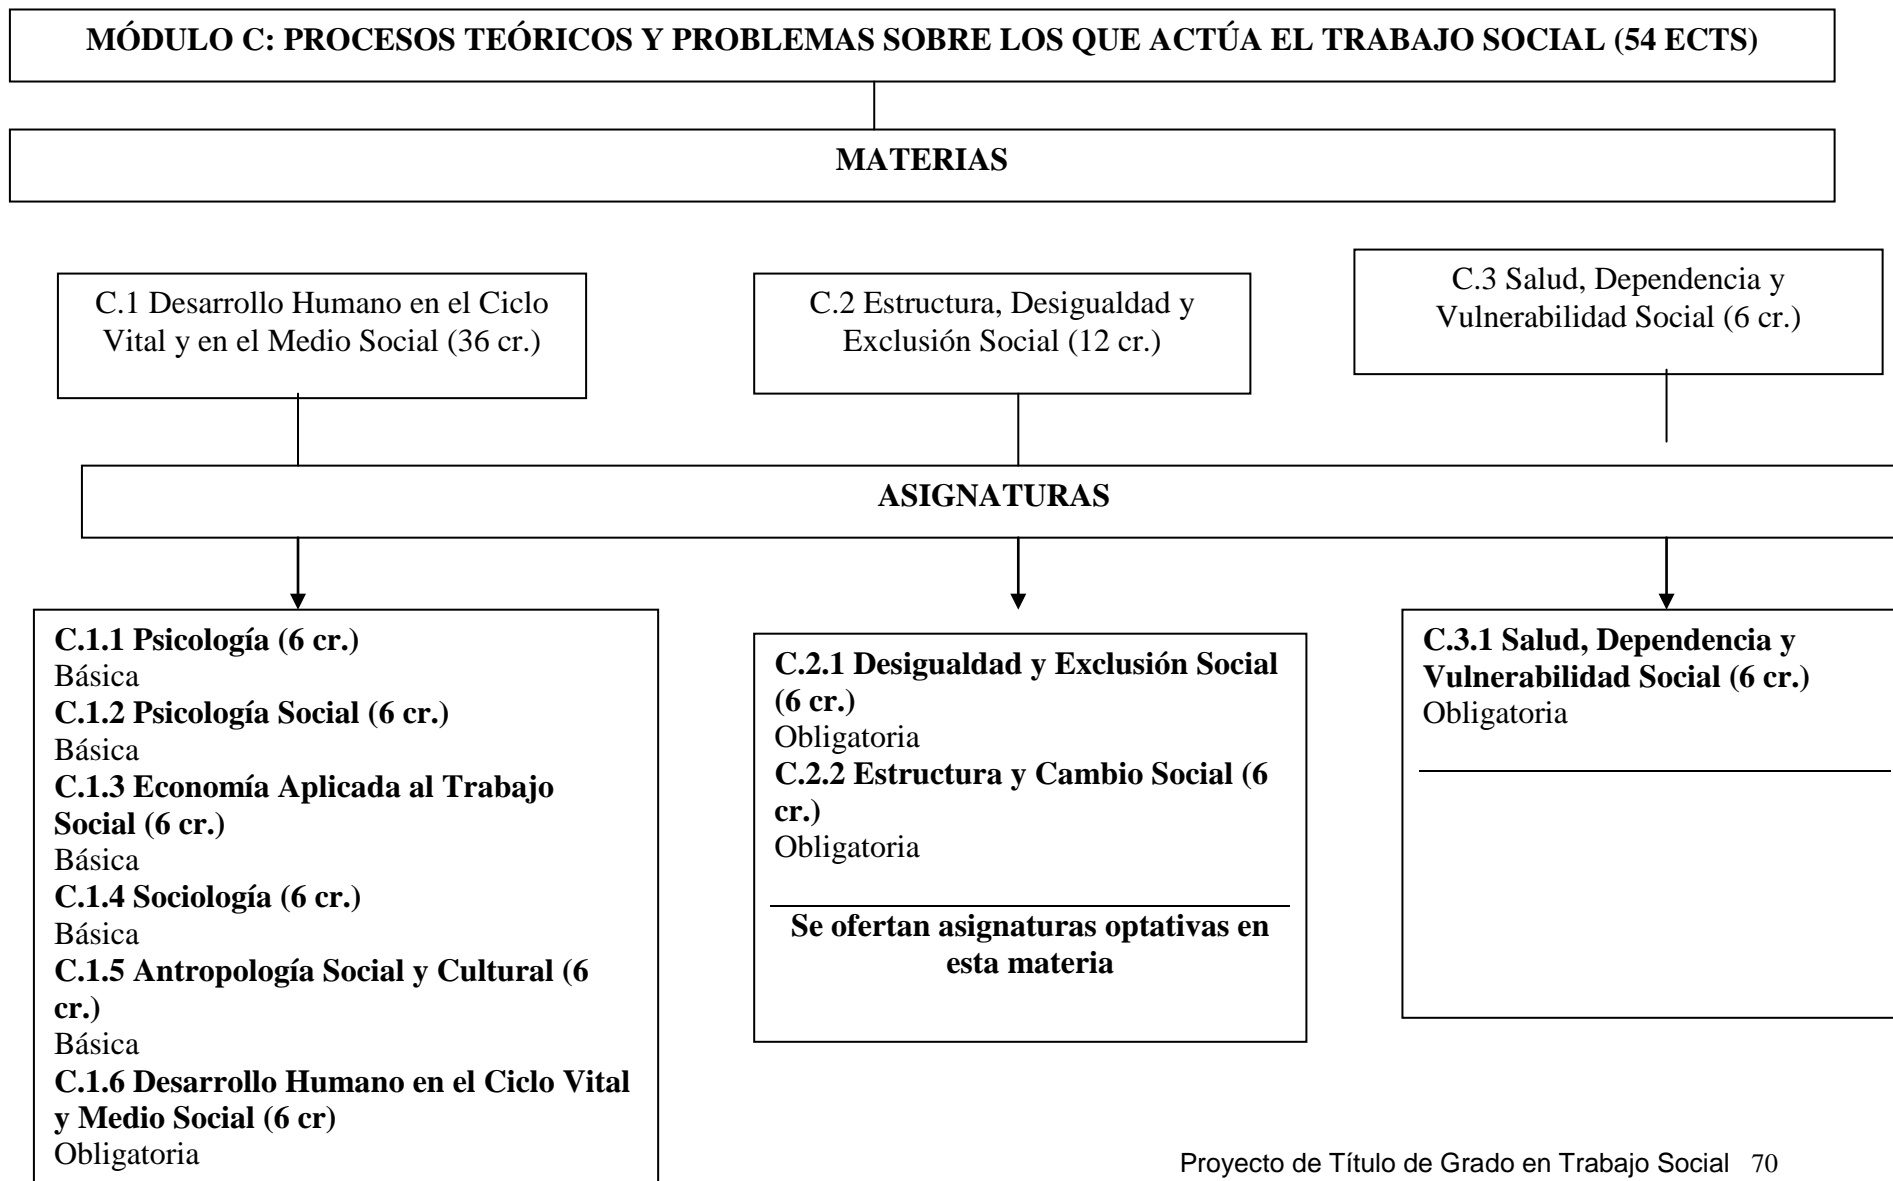 MÓDULO C: PROCESOS TEÓRICOS Y PROBLEMAS SOBRE LOS QUE ACTÚA EL TRABAJO SOCIAL (54 ECTS)
MATERIAS
C.1 Desarrollo Humano en el Ciclo
Vital y en el Medio Social (36 cr.)
C.2 Estructura, Desigualdad y
Exclusión Social (12 cr.)
C.3 Salud, Dependencia y
Vulnerabilidad Social (6 cr.)
ASIGNATURAS
C.1.1 Psicología (6 cr.)
Básica
C.1.2 Psicología Social (6 cr.)
Básica
C.1.3 Economía Aplicada al Trabajo
Social (6 cr.)
Básica
C.1.4 Sociología (6 cr.)
Básica
C.1.5 Antropología Social y Cultural (6
cr.)
Básica
C.1.6 Desarrollo Humano en el Ciclo Vital
y Medio Social (6 cr)
Obligatoria
C.2.1 Desigualdad y Exclusión Social
(6 cr.)
Obligatoria
C.2.2 Estructura y Cambio Social (6
cr.)
Obligatoria
Se ofertan asignaturas optativas en
esta materia
C.3.1 Salud, Dependencia y
Vulnerabilidad Social (6 cr.)
Obligatoria
Proyecto de Título de Grado en Trabajo Social 70